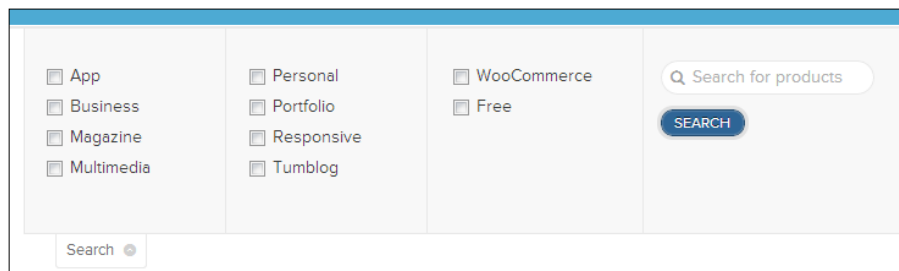 App
Business
Magazine
Multimedia
Personal
Portfolio
Responsive
Tumblog
WooCommerce
Free
Search for products
SEARCH
Search